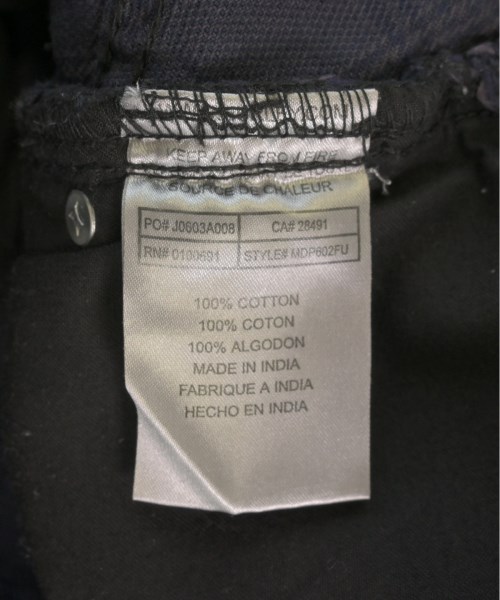 KEEP AWAY FROM FIRE
SOURCE DE CHALEUR
PO# J0603A008 CA# 28491
RN# 0100691 STYLE# MDP602FU
100% COTTON
100% COTON
100% ALGODON
MADE IN INDIA
FABRIQUE A INDIA
HECHO EN INDIA